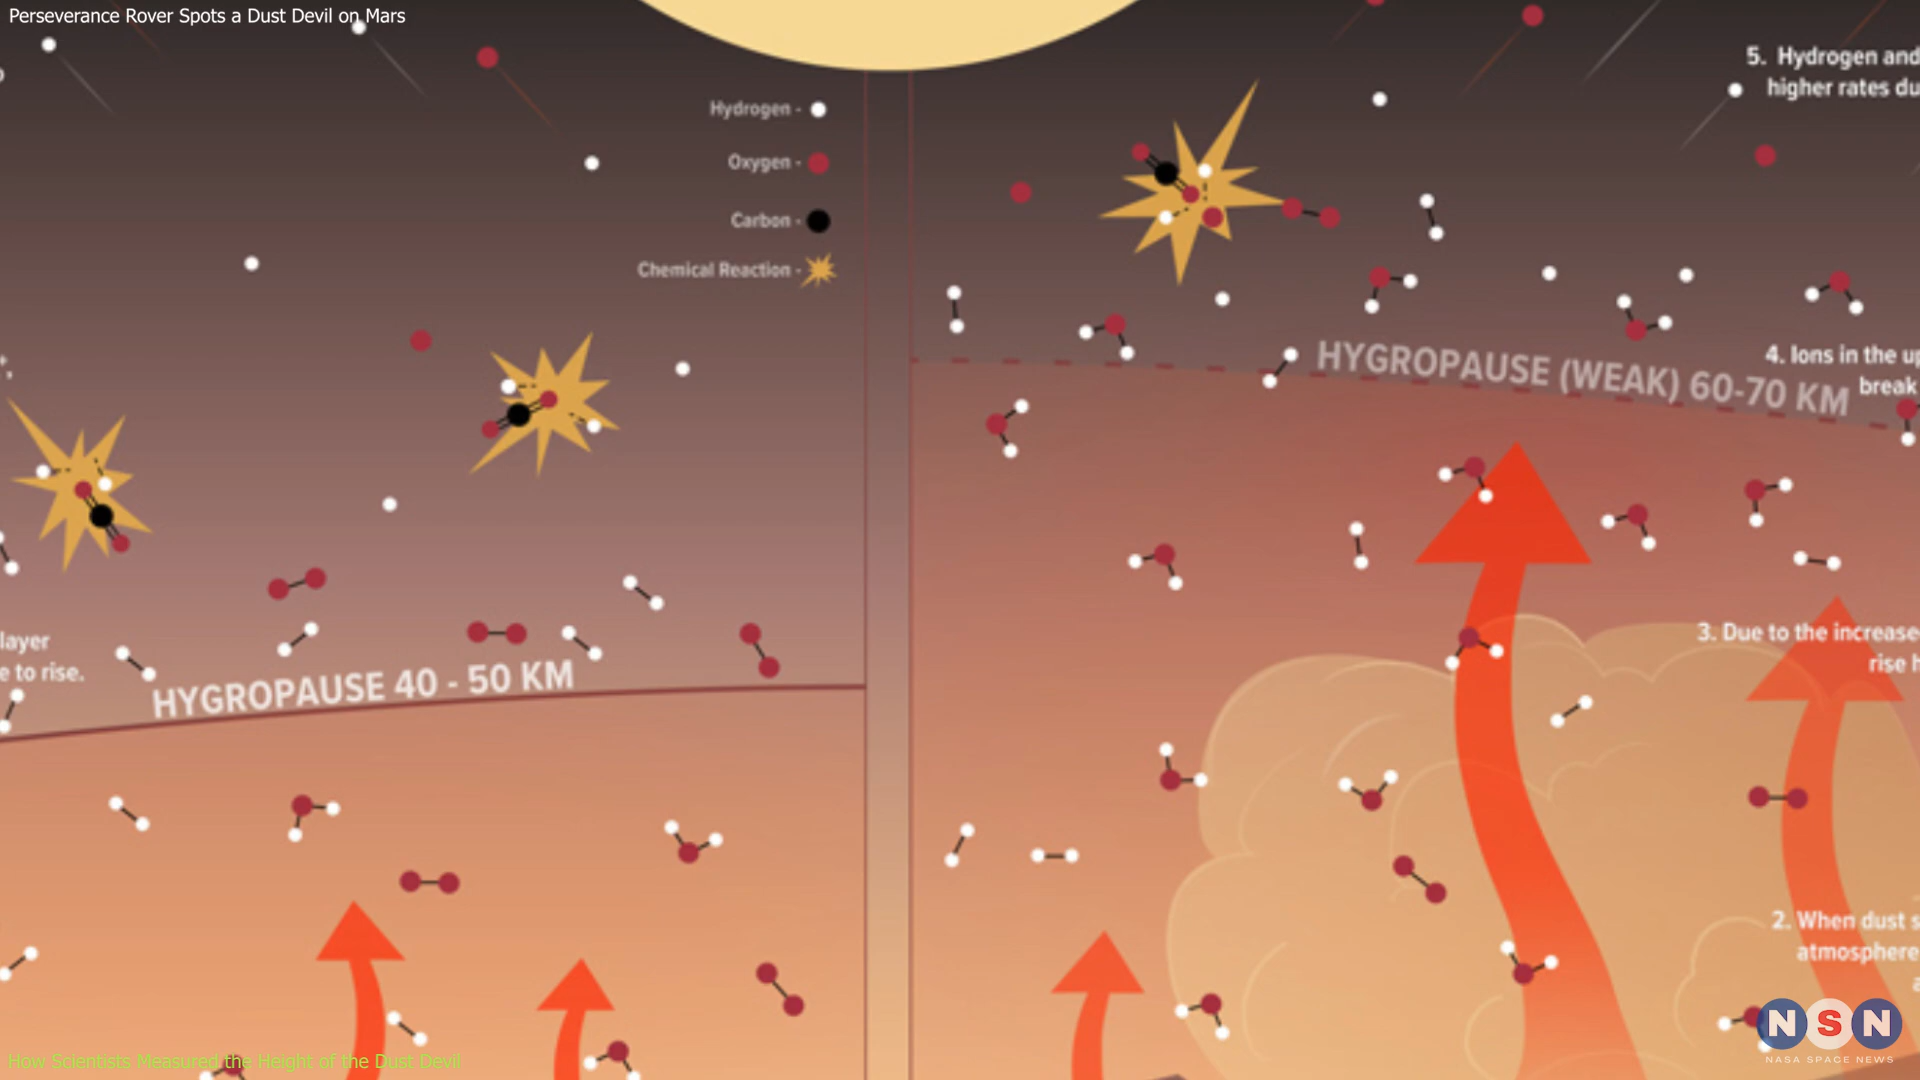 Perseverance Rover Spots a Dust Devil on Mars
Hydrogen -
Oxygen -
Carbon -
Chemical Reaction -
layer
e to rise.
HYGROPAUSE 40 - 50 KM
5. Hydrogen and
higher rates du
HYGROPAUSE (WEAK) 60-70 KM
4. Ions in the up
break
3. Due to the increase
rise h
2. When dust s
atmosphere
a
How Scientists Measured the Height of the Dust Devil
NSN
NASA SPACE NEWS